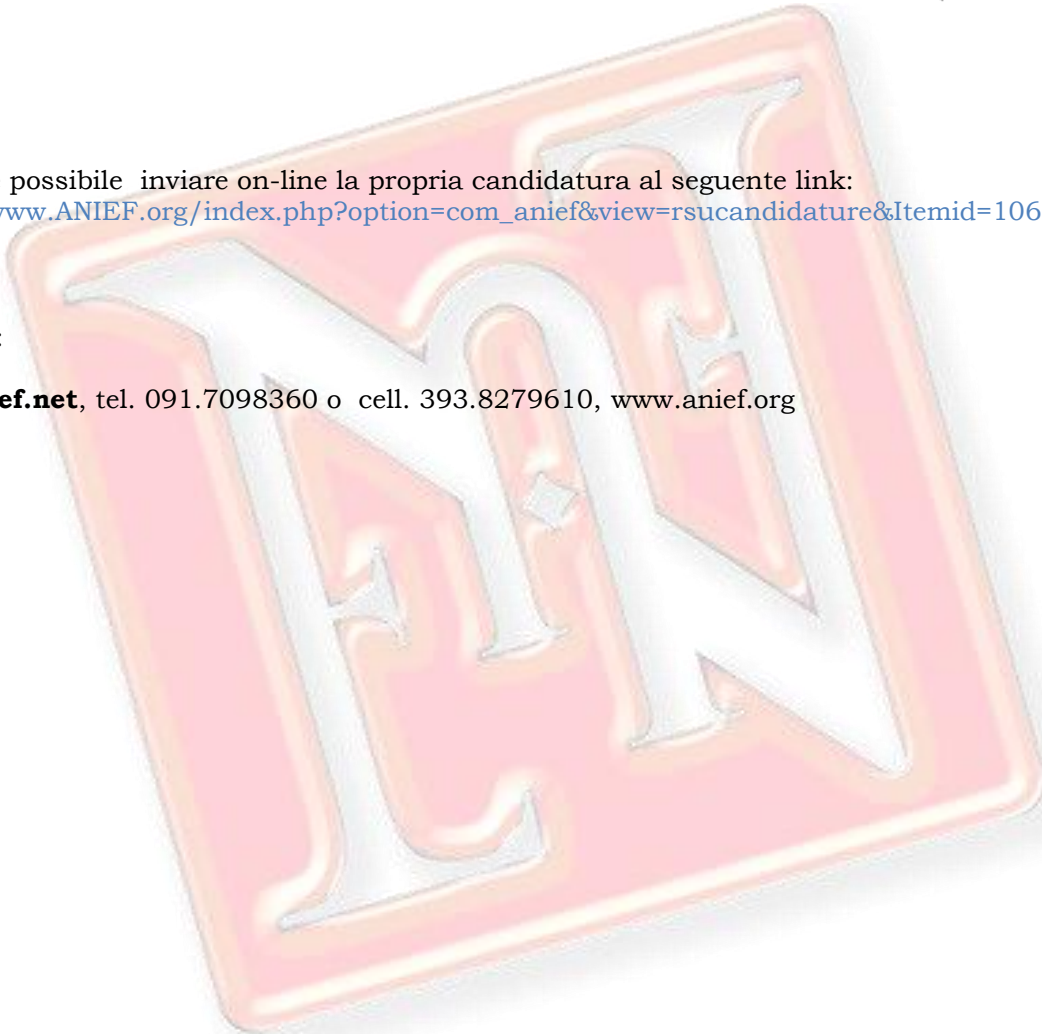 possibile inviare on-line la propria candidatura al seguente link:
www.ANIEF.org/index.php?option=com_anief&view=rsucandidature&Itemid=106
:
ef.net, tel. 091.7098360 o cell. 393.8279610, www.anief.org